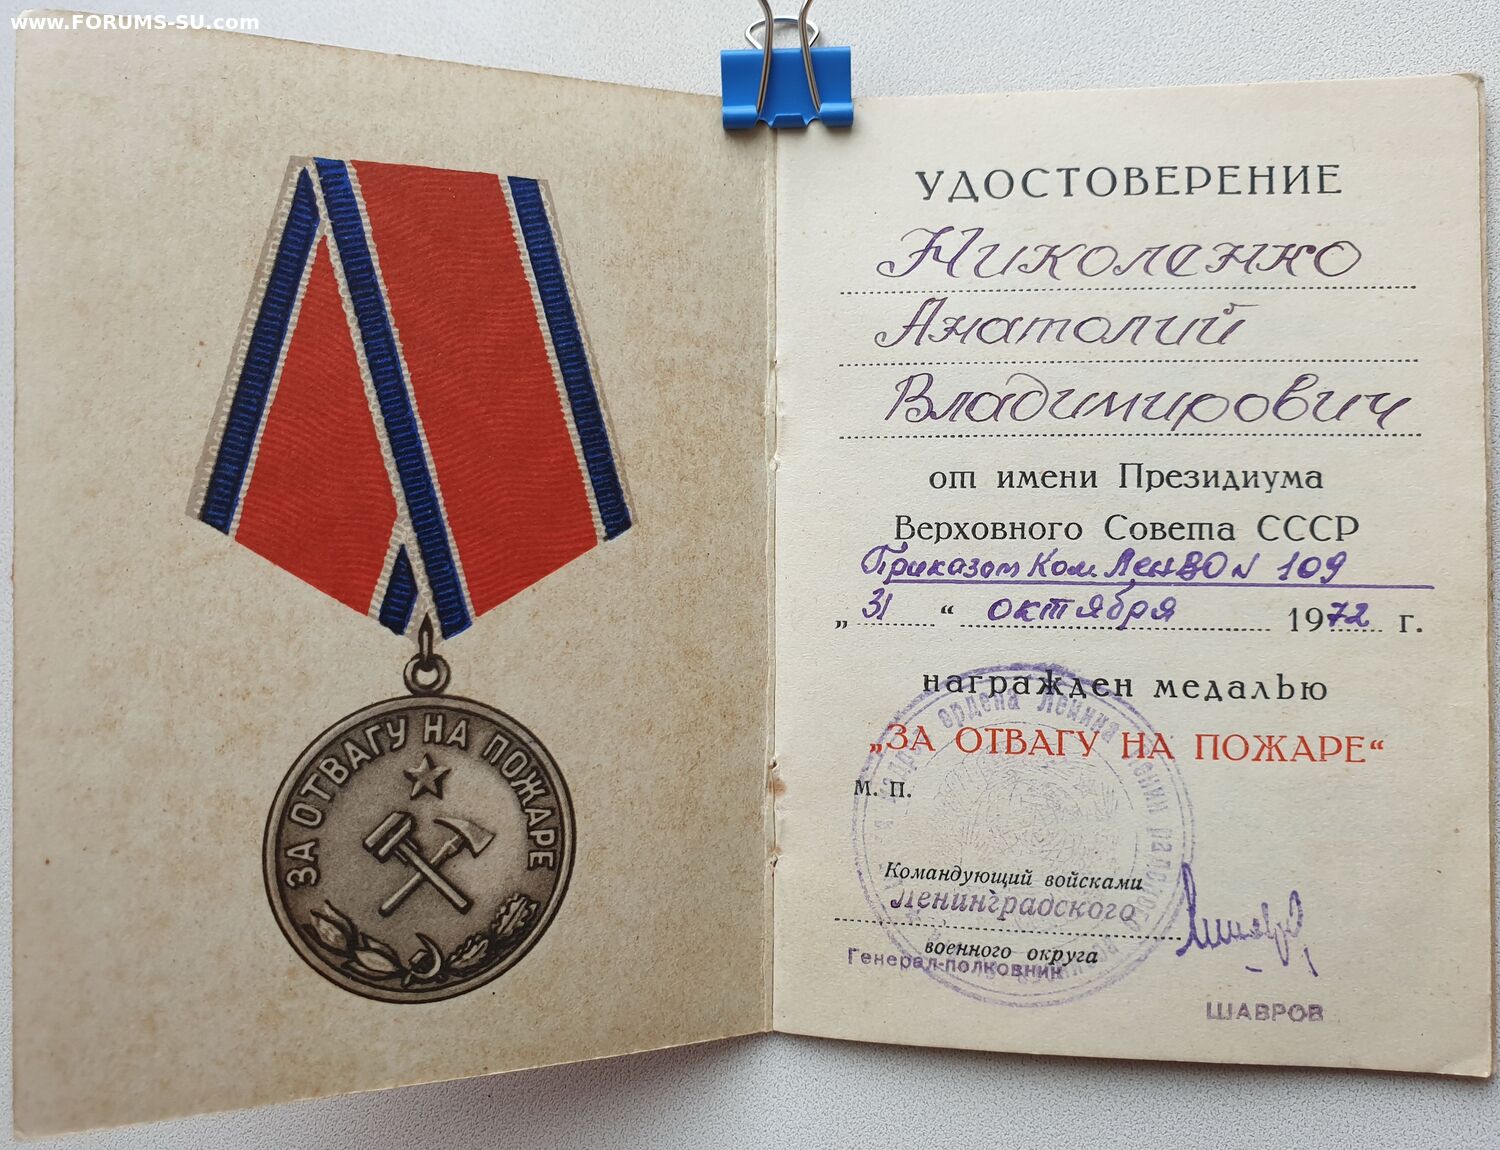 www.FORUMS-SU.com
ЗА ОТВАГУ НА ПОЖАРЕ
УДОСТОВЕРЕНИЕ
Николенко
Анатолий
Владимирович
от имени Президиума
Верховного Совета СССР
Приказом Ком. ЛенВО № 109
„31“ октября 1972 г.
награжден медалью
„ЗА ОТВАГУ НА ПОЖАРЕ“
М. П.
ордена Ленина
Командующий войсками
Ленинградского
военного округа
Генерал-полковник
ШАВРОВ